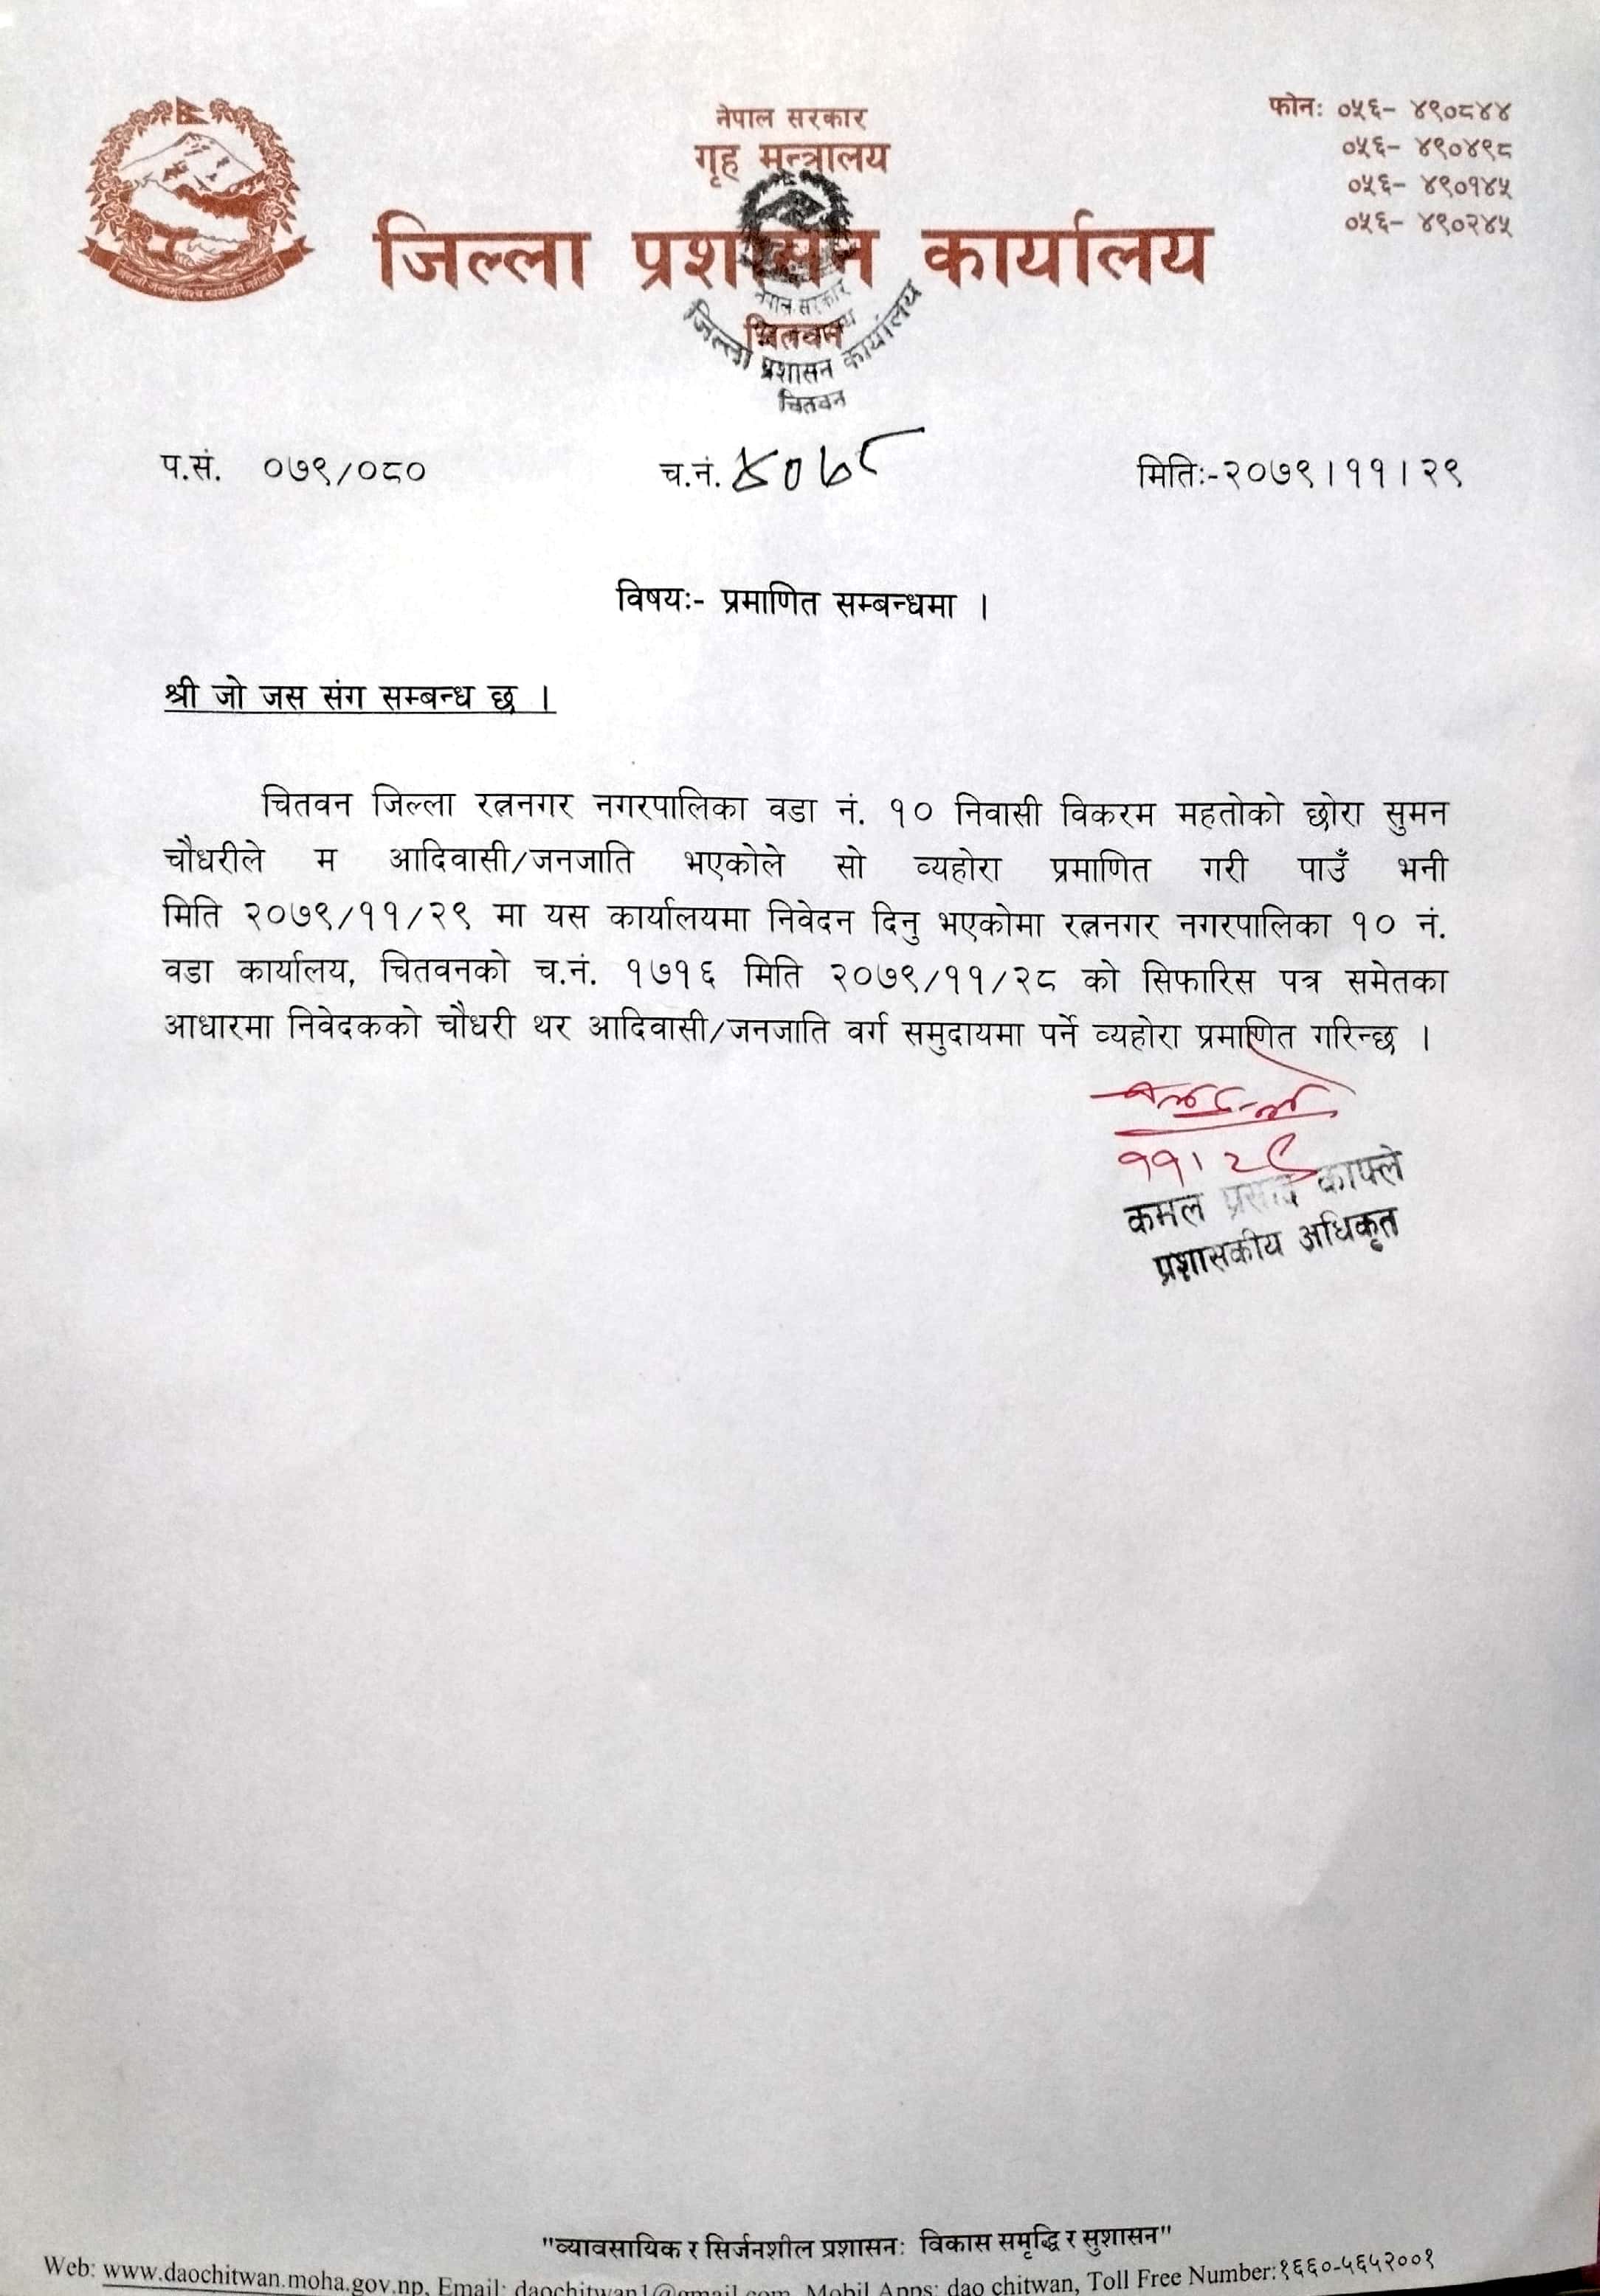 नेपाल सरकार
गृह मन्त्रालय
जिल्ला प्रशासन कार्यालय
चितवन
फोनः ०५६- ४९०८४४
०५६- ४९०४९८
०५६- ४९०१४५
०५६- ४९०२४५
नेपाल सरकार
जिल्ला प्रशासन कार्यालय
चितवन
प.सं. ०७९/०८० च.नं. ५०७८ मितिः-२०७९।११।२९
विषयः- प्रमाणित सम्बन्धमा ।
श्री जो जस संग सम्बन्ध छ ।
चितवन जिल्ला रत्ननगर नगरपालिका वडा नं. १० निवासी विकरम महतोको छोरा सुमन
चौधरीले म आदिवासी/जनजाति भएकोले सो व्यहोरा प्रमाणित गरी पाउँ भनी
मिति २०७९/११/२९ मा यस कार्यालयमा निवेदन दिनु भएकोमा रत्ननगर नगरपालिका १० नं.
वडा कार्यालय, चितवनको च.नं. १७१६ मिति २०७९/११/२८ को सिफारिस पत्र समेतका
आधारमा निवेदकको चौधरी थर आदिवासी/जनजाति वर्ग समुदायमा पर्ने व्यहोरा प्रमाणित गरिन्छ ।
११।२९
कमल प्रसाद काफ्ले
प्रशासकीय अधिकृत
"व्यावसायिक र सिर्जनशील प्रशासनः विकास समृद्धि र सुशासन"
Web: www.daochitwan.moha.gov.np, Email: daochitwan1@gmail.com, Mobil Apps: dao chitwan, Toll Free Number:१६६०-५६५२००१